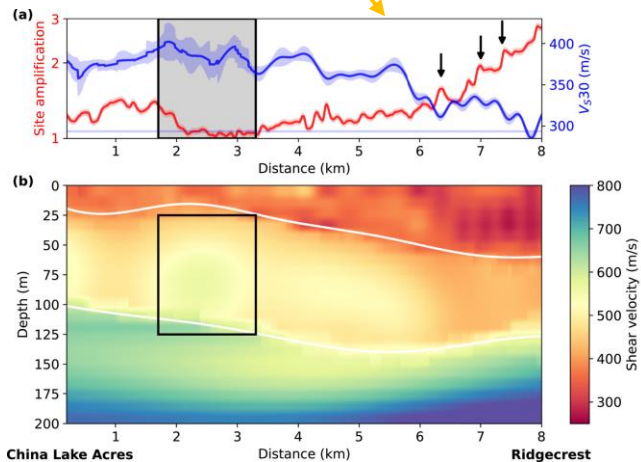 (a)
3
2
1
Site amplification
400
350
300
Vs30 (m/s)
1 2 3 4 5 6 7 8
Distance (km)
(b)
0
25
50
75
100
125
150
175
200
Depth (m)
800
700
600
500
400
300
Shear velocity (m/s)
1 2 3 4 5 6 7 8
China Lake Acres Distance (km) Ridgecrest